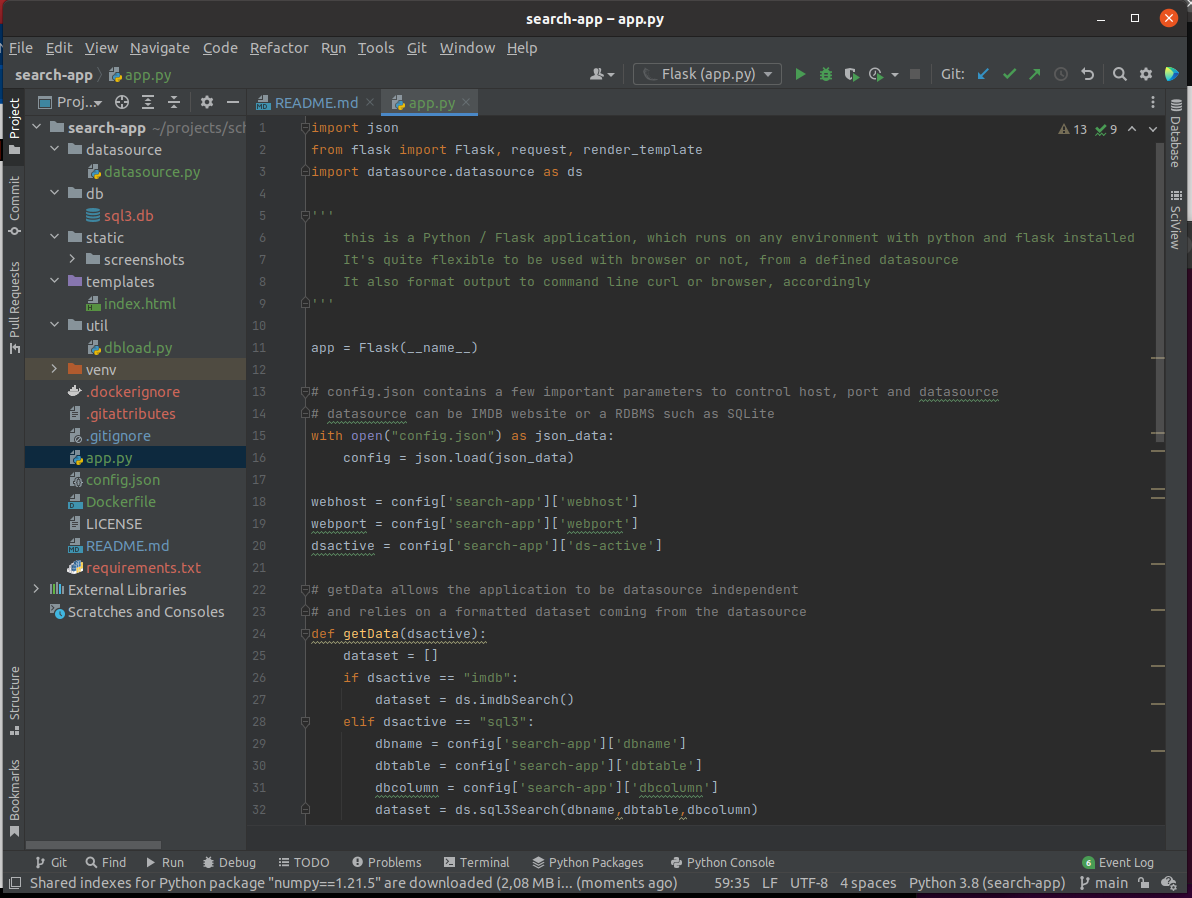 search-app – app.py
File Edit View Navigate Code Refactor Run Tools Git Window Help
search-app app.py Flask (app.py) Git:
Proj... README.md app.py
Project
Commit
Pull Requests
Structure
Bookmarks
search-app ~/projects/sch
datasource
datasource.py
db
sql3.db
static
screenshots
templates
index.html
util
dbload.py
venv
.dockerignore
.gitattributes
.gitignore
app.py
config.json
Dockerfile
LICENSE
README.md
requirements.txt
External Libraries
Scratches and Consoles
13 9
1 import json
2 from flask import Flask, request, render_template
3 import datasource.datasource as ds
4
5 '''
6 this is a Python / Flask application, which runs on any environment with python and flask installed
7 It's quite flexible to be used with browser or not, from a defined datasource
8 It also format output to command line curl or browser, accordingly
9 '''
10
11 app = Flask(__name__)
12
13 # config.json contains a few important parameters to control host, port and datasource
14 # datasource can be IMDB website or a RDBMS such as SQLite
15 with open("config.json") as json_data:
16 config = json.load(json_data)
17
18 webhost = config['search-app']['webhost']
19 webport = config['search-app']['webport']
20 dsactive = config['search-app']['ds-active']
21
22 # getData allows the application to be datasource independent
23 # and relies on a formatted dataset coming from the datasource
24 def getData(dsactive):
25 dataset = []
26 if dsactive == "imdb":
27 dataset = ds.imdbSearch()
28 elif dsactive == "sql3":
29 dbname = config['search-app']['dbname']
30 dbtable = config['search-app']['dbtable']
31 dbcolumn = config['search-app']['dbcolumn']
32 dataset = ds.sql3Search(dbname,dbtable,dbcolumn)
Database
SciView
Git Find Run Debug TODO Problems Terminal Python Packages Python Console 6 Event Log
Shared indexes for Python package "numpy==1.21.5" are downloaded (2,08 MB i... (moments ago) 59:35 LF UTF-8 4 spaces Python 3.8 (search-app) main